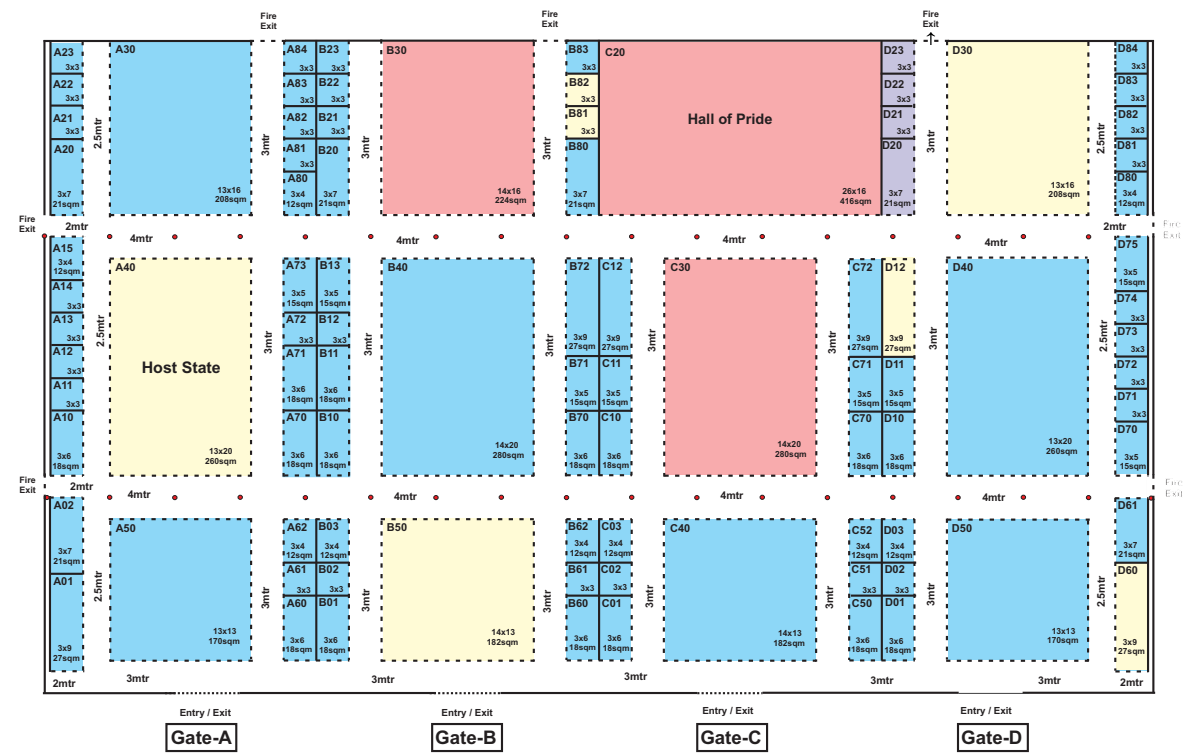 Fire
Exit
Fire
Exit
Fire
Exit
A23
3x3
A22
3x3
A21
3x3
A20
3x7
21sqm
2.5mtr
A30
13x16
208sqm
3mtr
A84
3x3
A83
3x3
A82
3x3
A81
3x3
A80
3x4
12sqm
B23
3x3
B22
3x3
B21
3x3
B20
3x7
21sqm
3mtr
B30
14x16
224sqm
3mtr
B83
3x3
B82
3x3
B81
3x3
B80
3x7
21sqm
C20
Hall of Pride
26x16
416sqm
D23
3x3
D22
3x3
D21
3x3
D20
3x7
21sqm
3mtr
D30
13x16
208sqm
2.5mtr
D84
3x3
D83
3x3
D82
3x3
D81
3x3
D80
3x4
12sqm
Fire
Exit
2mtr
4mtr
4mtr
4mtr
4mtr
2mtr
Fire
Exit
A15
3x4
12sqm
A14
3x3
A13
3x3
A12
3x3
A11
3x3
A10
3x6
18sqm
2.5mtr
A40
Host State
13x20
260sqm
3mtr
A73
3x5
15sqm
A72
3x3
A71
3x6
18sqm
A70
3x6
18sqm
B13
3x5
15sqm
B12
3x3
B11
3x6
18sqm
B10
3x6
18sqm
3mtr
B40
14x20
280sqm
3mtr
B72
3x9
27sqm
B71
3x5
15sqm
B70
3x6
18sqm
C12
3x9
27sqm
C11
3x5
15sqm
C10
3x6
18sqm
3mtr
C30
14x20
280sqm
3mtr
C72
3x9
27sqm
C71
3x5
15sqm
C70
3x6
18sqm
D12
3x9
27sqm
D11
3x5
15sqm
D10
3x6
18sqm
3mtr
D40
13x20
260sqm
2.5mtr
D75
3x5
15sqm
D74
3x3
D73
3x3
D72
3x3
D71
3x3
D70
3x5
15sqm
Fire
Exit
2mtr
4mtr
4mtr
4mtr
4mtr
Fire
Exit
A02
3x7
21sqm
A01
3x9
27sqm
2.5mtr
A50
13x13
170sqm
3mtr
A62
3x4
12sqm
A61
3x3
A60
3x6
18sqm
B03
3x4
12sqm
B02
3x3
B01
3x6
18sqm
3mtr
B50
14x13
182sqm
3mtr
B62
3x4
12sqm
B61
3x3
B60
3x6
18sqm
C03
3x4
12sqm
C02
3x3
C01
3x6
18sqm
3mtr
C40
14x13
182sqm
3mtr
C52
3x4
12sqm
C51
3x3
C50
3x6
18sqm
D03
3x4
12sqm
D02
3x3
D01
3x6
18sqm
3mtr
D50
13x13
170sqm
2.5mtr
D61
3x7
21sqm
D60
3x9
27sqm
2mtr
3mtr
3mtr
3mtr
3mtr
3mtr
2mtr
Entry / Exit
Entry / Exit
Entry / Exit
Entry / Exit
Gate-A
Gate-B
Gate-C
Gate-D